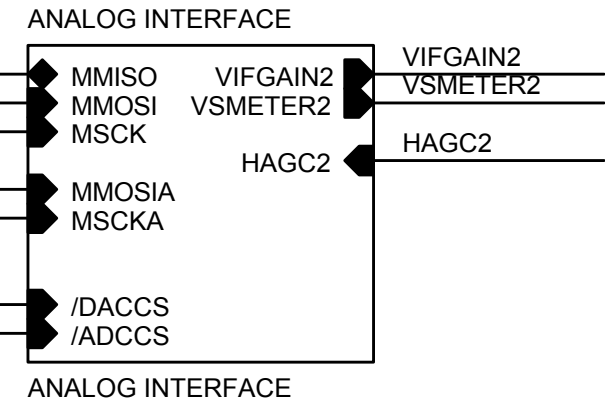 ANALOG INTERFACE
MMISO VIFGAIN2 VIFGAIN2
MMOSI VSMETER2 VSMETER2
MSCK
HAGC2 HAGC2
MMOSIA
MSCKA
/DACCS
/ADCCS
ANALOG INTERFACE